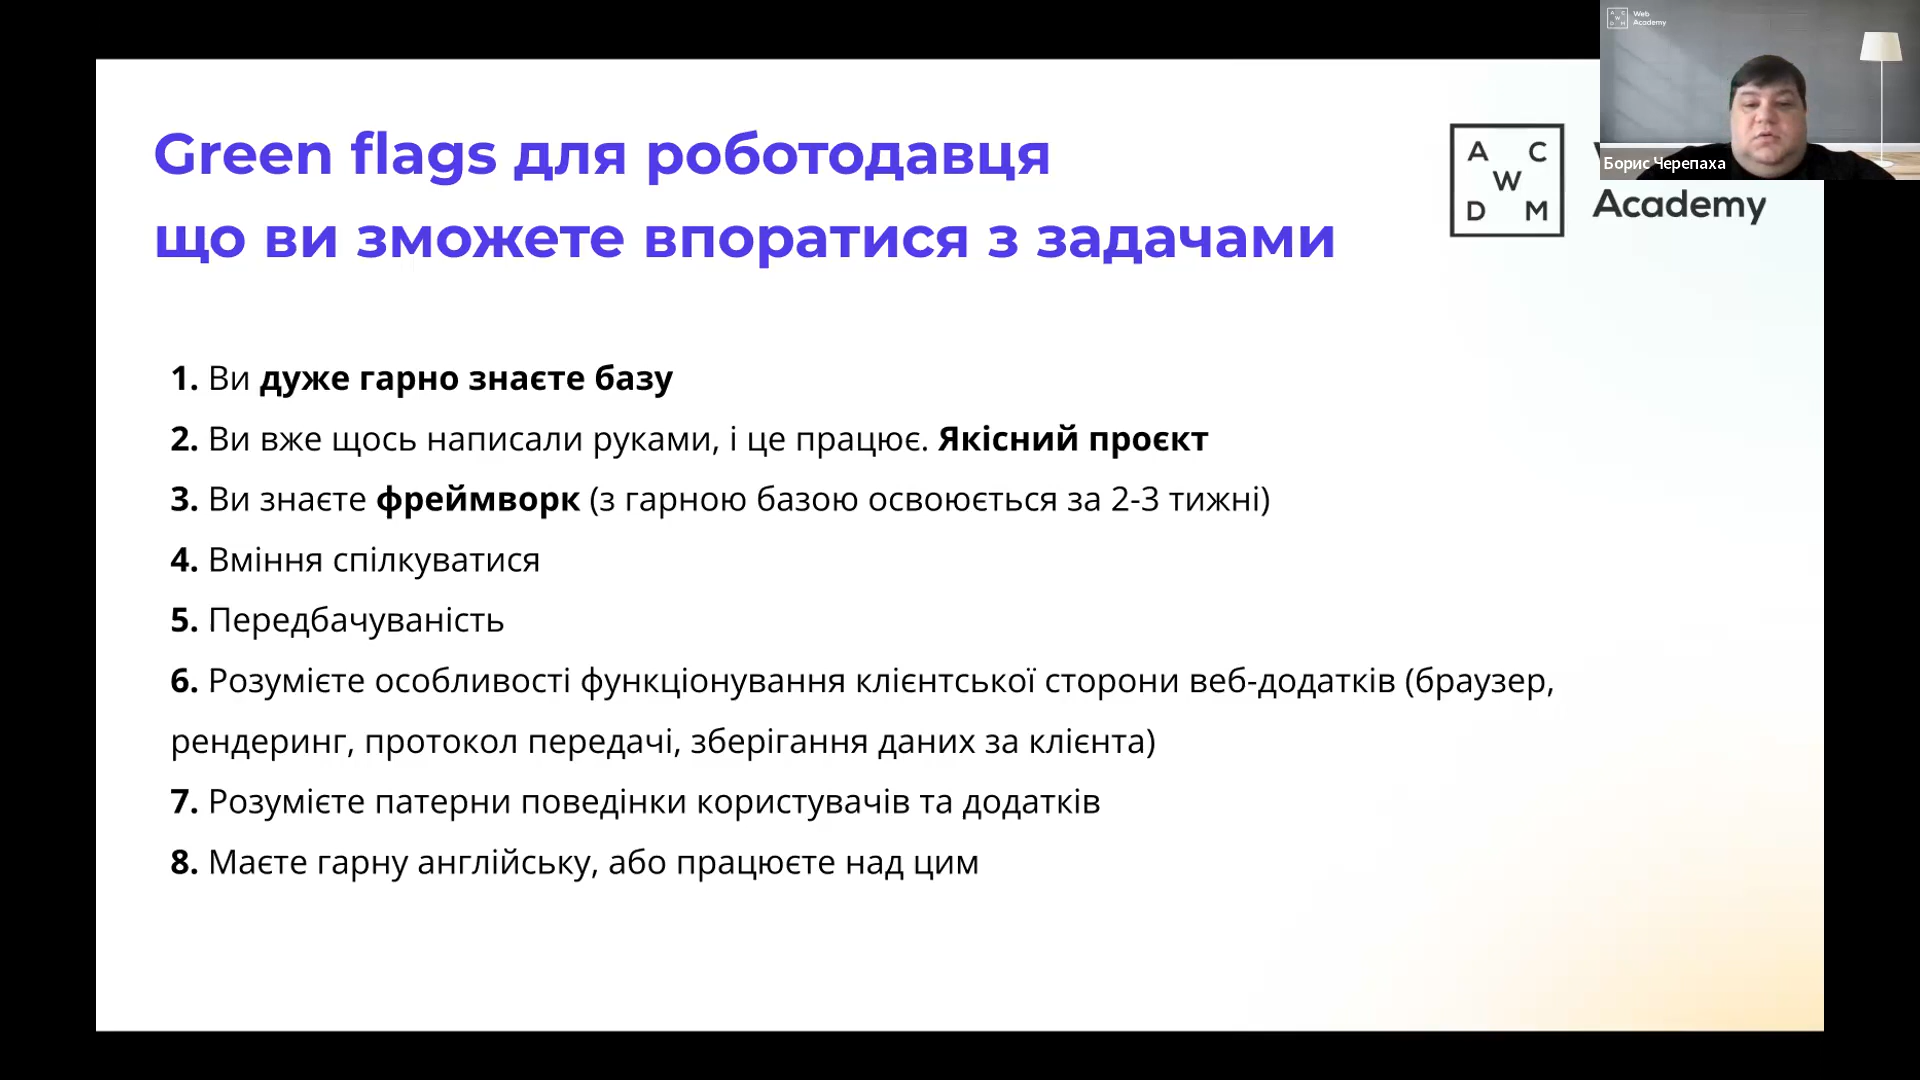 Green flags для роботодавця
що ви зможете впоратися з задачами
A C
W
D M
Academy
Web
Academy
Борис Черепаха
1. Ви дуже гарно знаєте базу
2. Ви вже щось написали руками, і це працює. Якісний проєкт
3. Ви знаєте фреймворк (з гарною базою освоюється за 2-3 тижні)
4. Вміння спілкуватися
5. Передбачуваність
6. Розумієте особливості функціонування клієнтської сторони веб-додатків (браузер,
рендеринг, протокол передачі, зберігання даних за клієнта)
7. Розумієте патерни поведінки користувачів та додатків
8. Маєте гарну англійську, або працюєте над цим